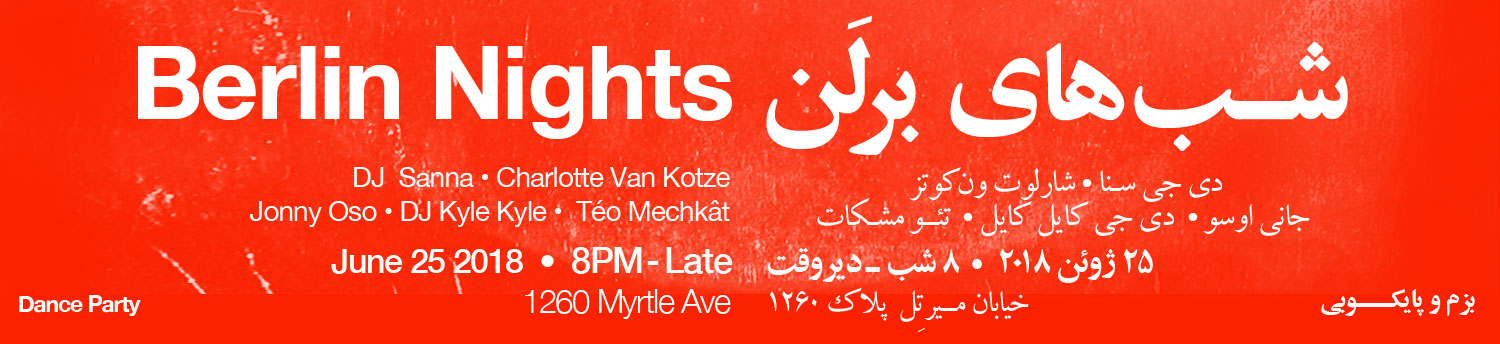 Berlin Nights
شب‌های برلَن
DJ Sanna • Charlotte Van Kotze
Jonny Oso • DJ Kyle Kyle • Téo Mechkât
دی جی سنا • شارلوت ون‌کوتز
جانی اوسو • دی جی کایل کایل • تئو مشکات
June 25 2018 • 8PM - Late
۲۵ ژوئن ۲۰۱۸ • ۸ شب ـ دیروقت
Dance Party
1260 Myrtle Ave
خیابان میرتِل پلاک ۱۲۶۰
بزم و پایکوبی